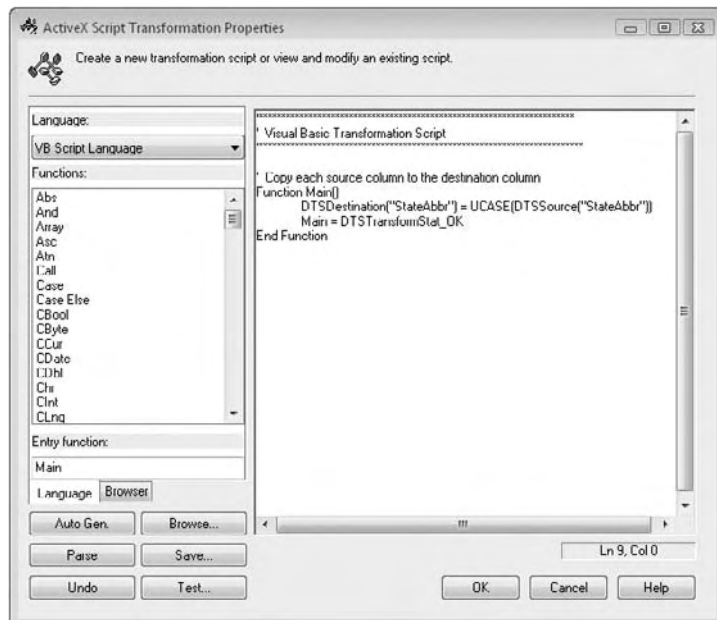 ActiveX Script Transformation Properties
Create a new transformation script or view and modify an existing script.
Language:
VB Script Language
Functions:
Abs
And
Array
Asc
Atn
Call
Case
Case Else
CBool
CByte
CCur
CDate
CDbl
Chr
CInt
CLng
Entry function:
Main
Language Browser
Auto Gen. Browse...
Parse Save...
Undo Test...
' Visual Basic Transformation Script
' Copy each source column to the destination column
Function Main()
DTSDestination("StateAbbr") = UCASE(DTSSource("StateAbbr"))
Main = DTSTransformStat_OK
End Function
Ln 9, Col 0
OK Cancel Help